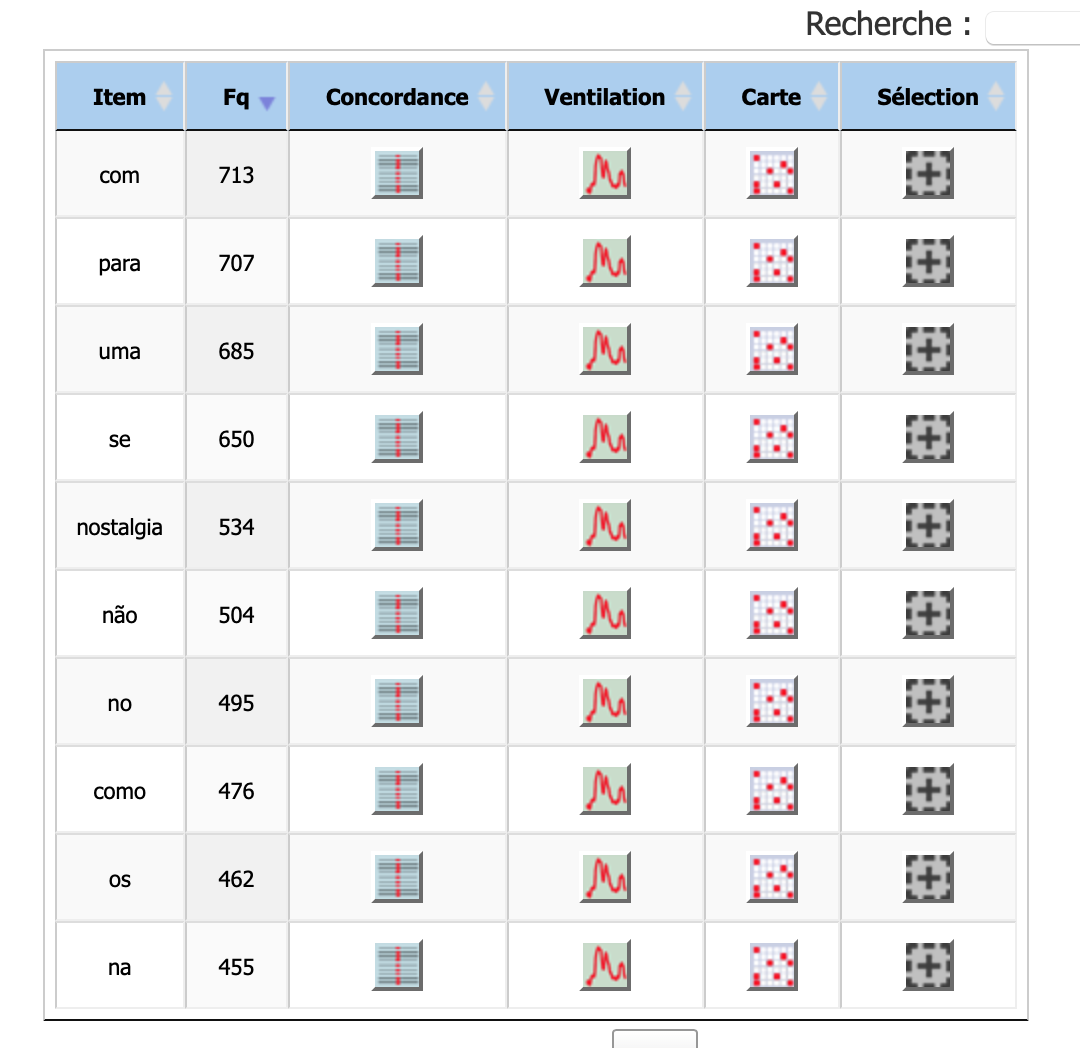 Recherche :
Item Fq Concordance Ventilation Carte Sélection
com 713
para 707
uma 685
se 650
nostalgia 534
não 504
no 495
como 476
os 462
na 455